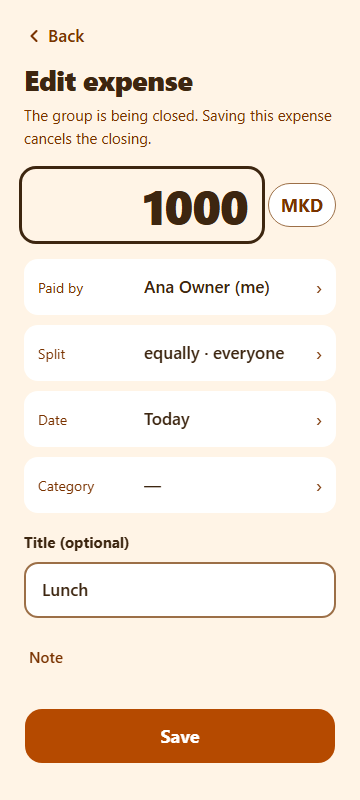 Back
Edit expense
The group is being closed. Saving this expense
cancels the closing.
1000 MKD
Paid by Ana Owner (me) ›
Split equally · everyone ›
Date Today ›
Category — ›
Title (optional)
Lunch
Note
Save